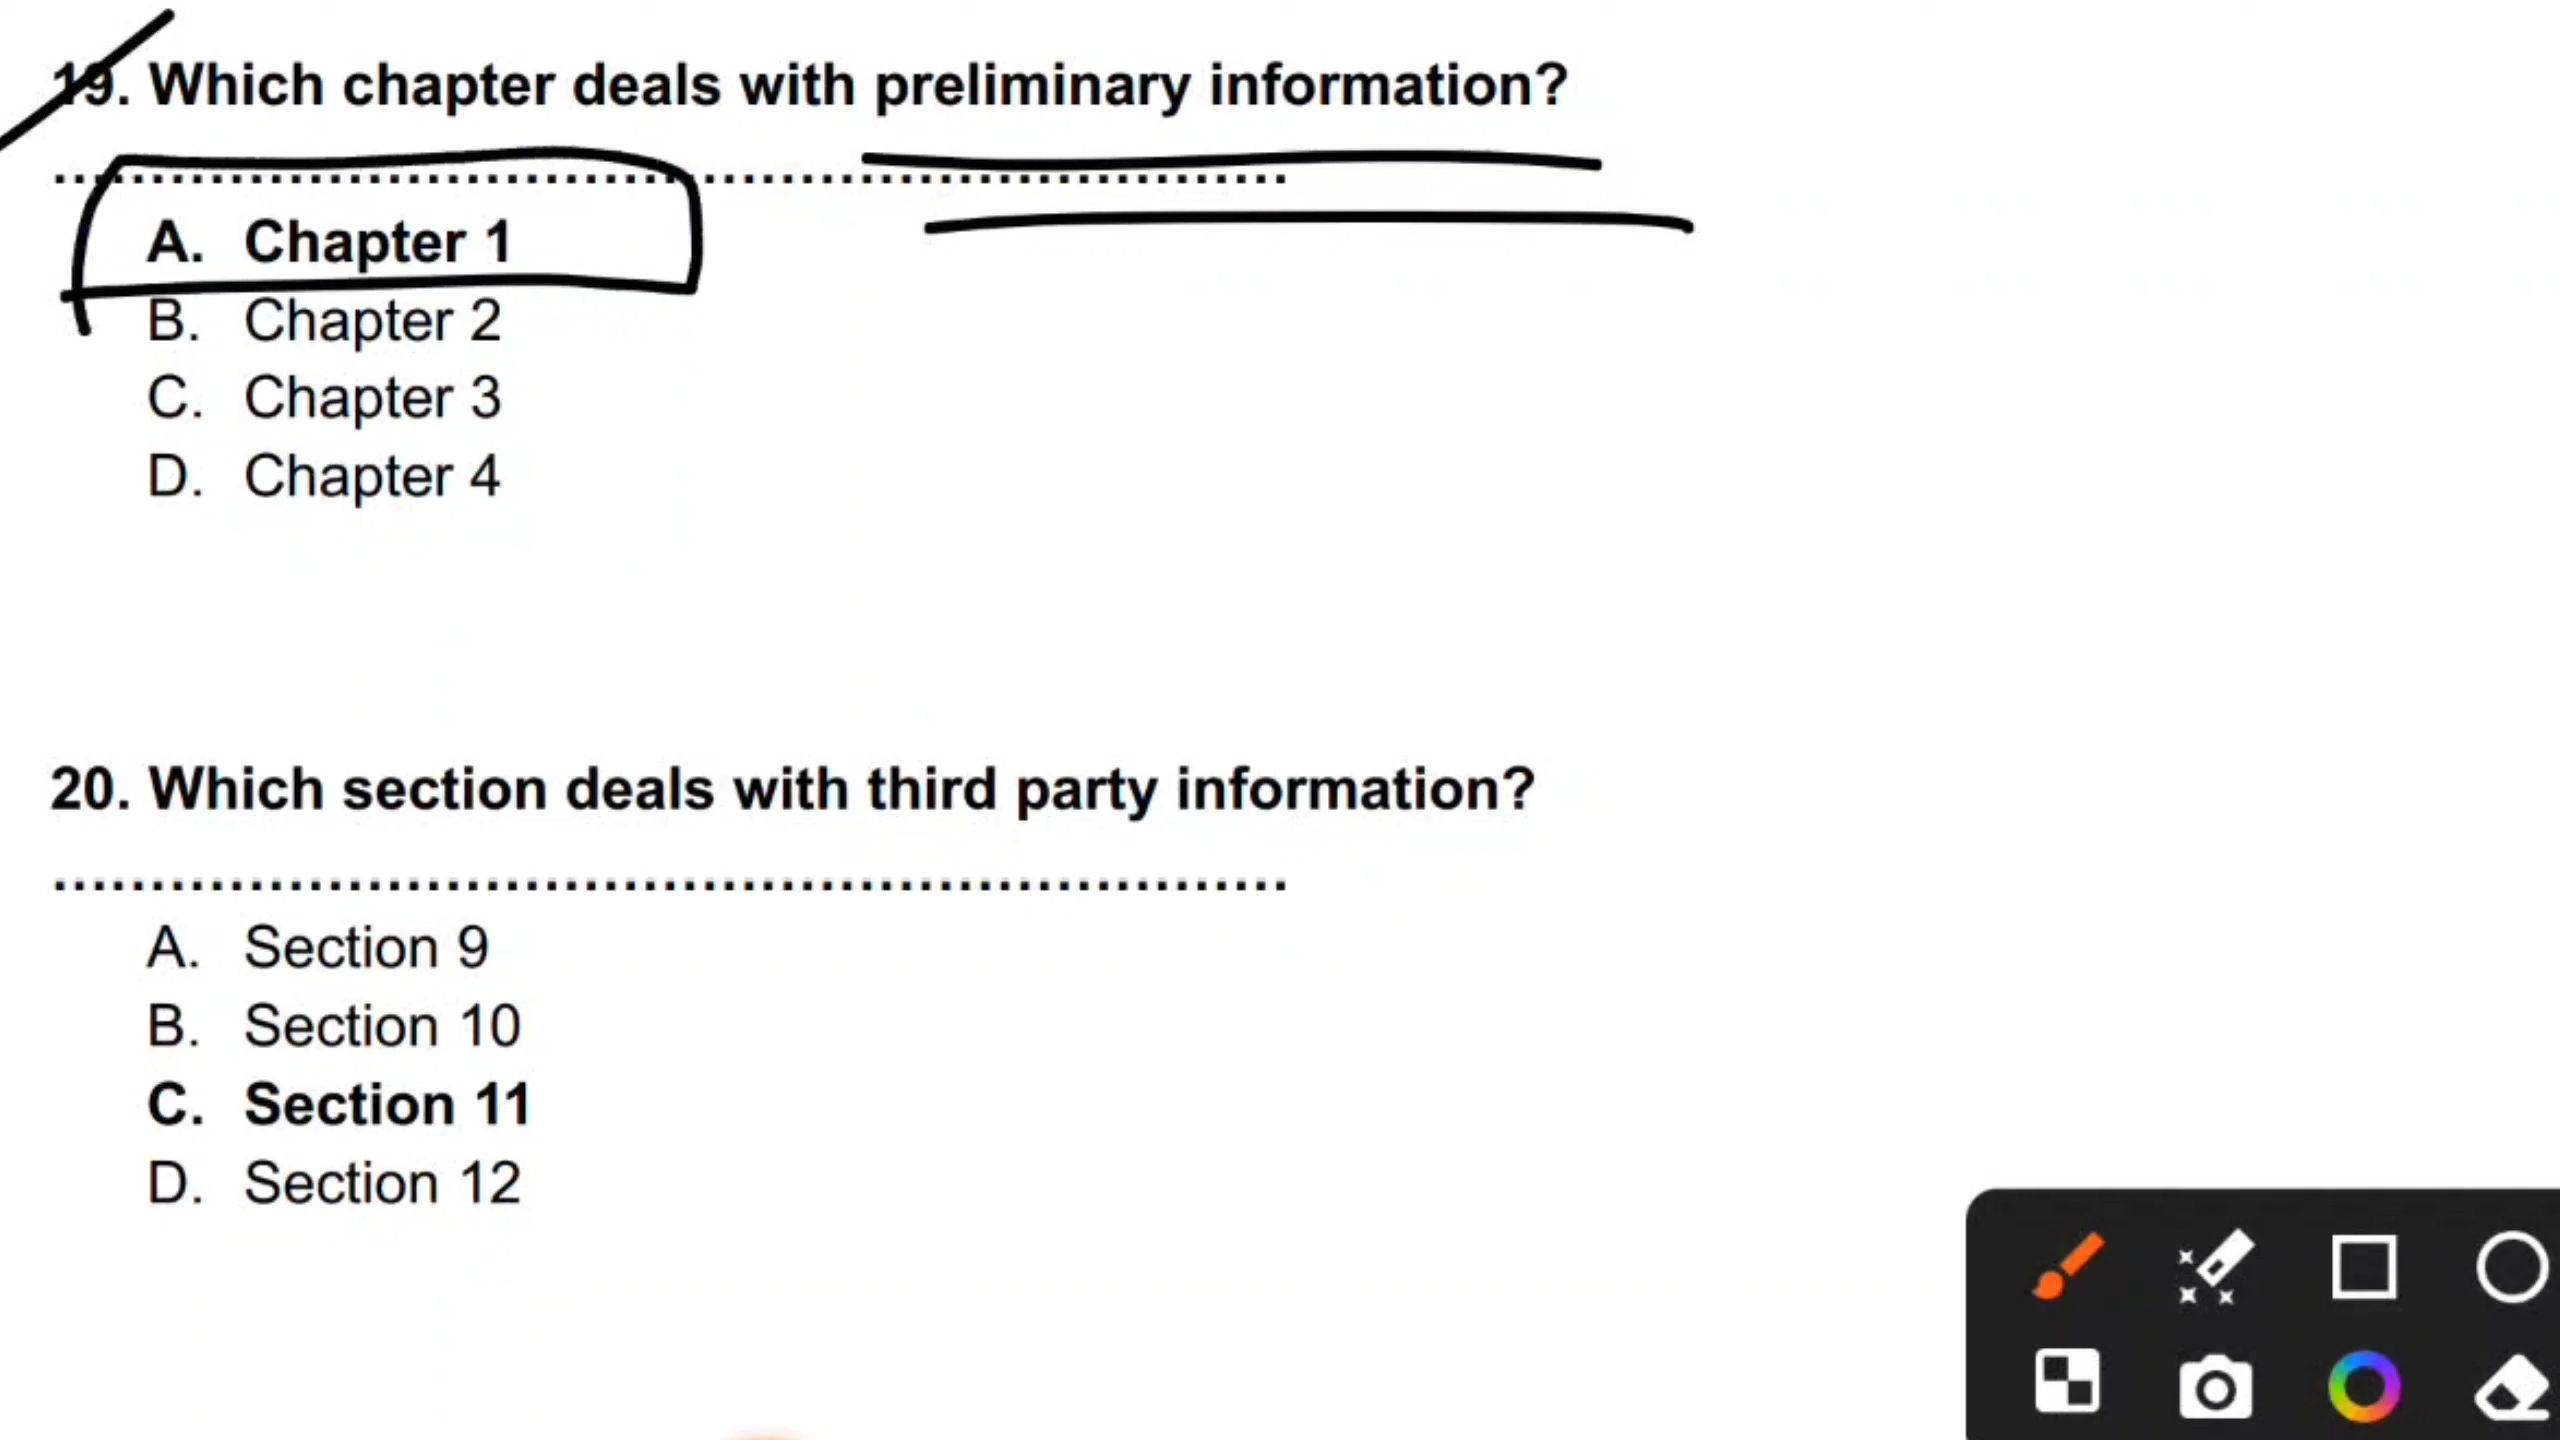 19. Which chapter deals with preliminary information?
...............................................................
A. Chapter 1
B. Chapter 2
C. Chapter 3
D. Chapter 4
20. Which section deals with third party information?
...............................................................
A. Section 9
B. Section 10
C. Section 11
D. Section 12